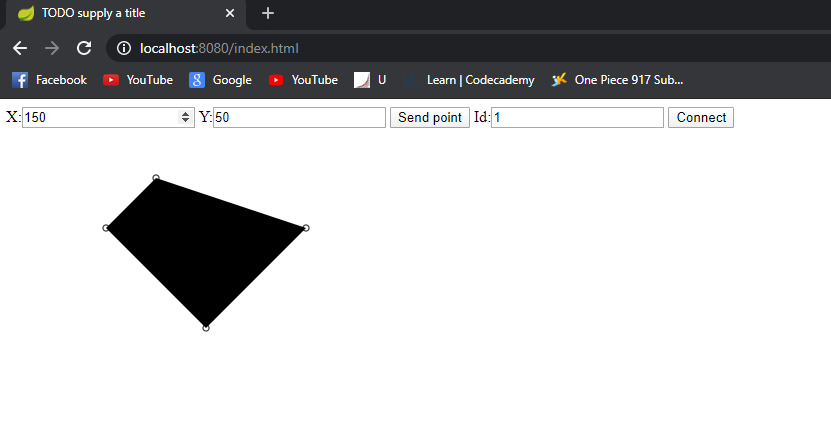 TODO supply a title
localhost:8080/index.html
Facebook YouTube Google YouTube U Learn | Codecademy One Piece 917 Sub...
X: 150 Y: 50 Send point Id: 1 Connect